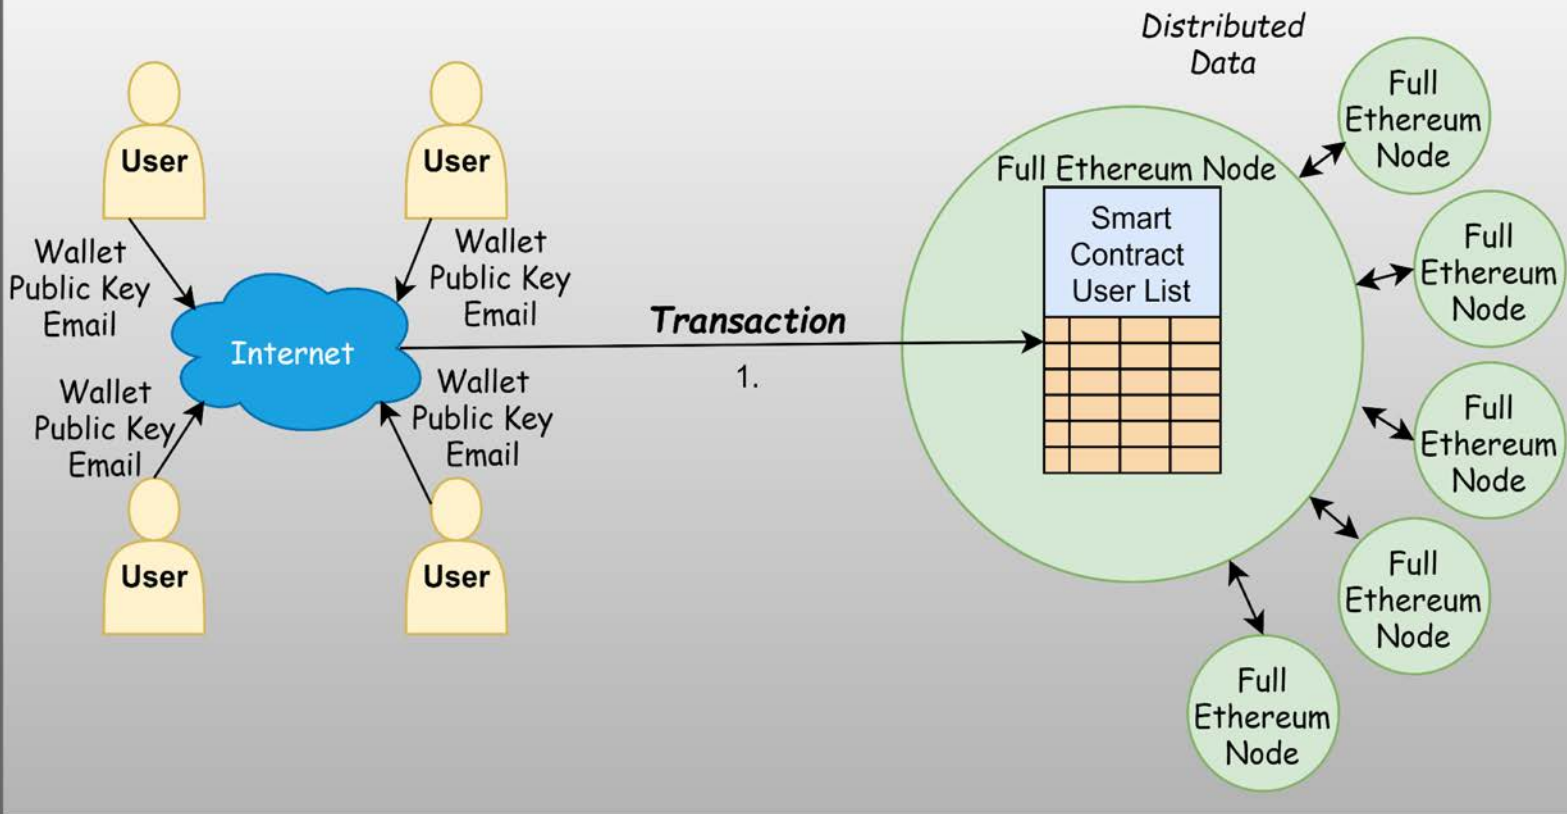 Distributed
Data
User
User
Wallet
Public Key
Email
Wallet
Public Key
Email
Internet
Transaction
1.
Wallet
Public Key
Email
Wallet
Public Key
Email
User
User
Full Ethereum Node
Smart
Contract
User List
Full
Ethereum
Node
Full
Ethereum
Node
Full
Ethereum
Node
Full
Ethereum
Node
Full
Ethereum
Node